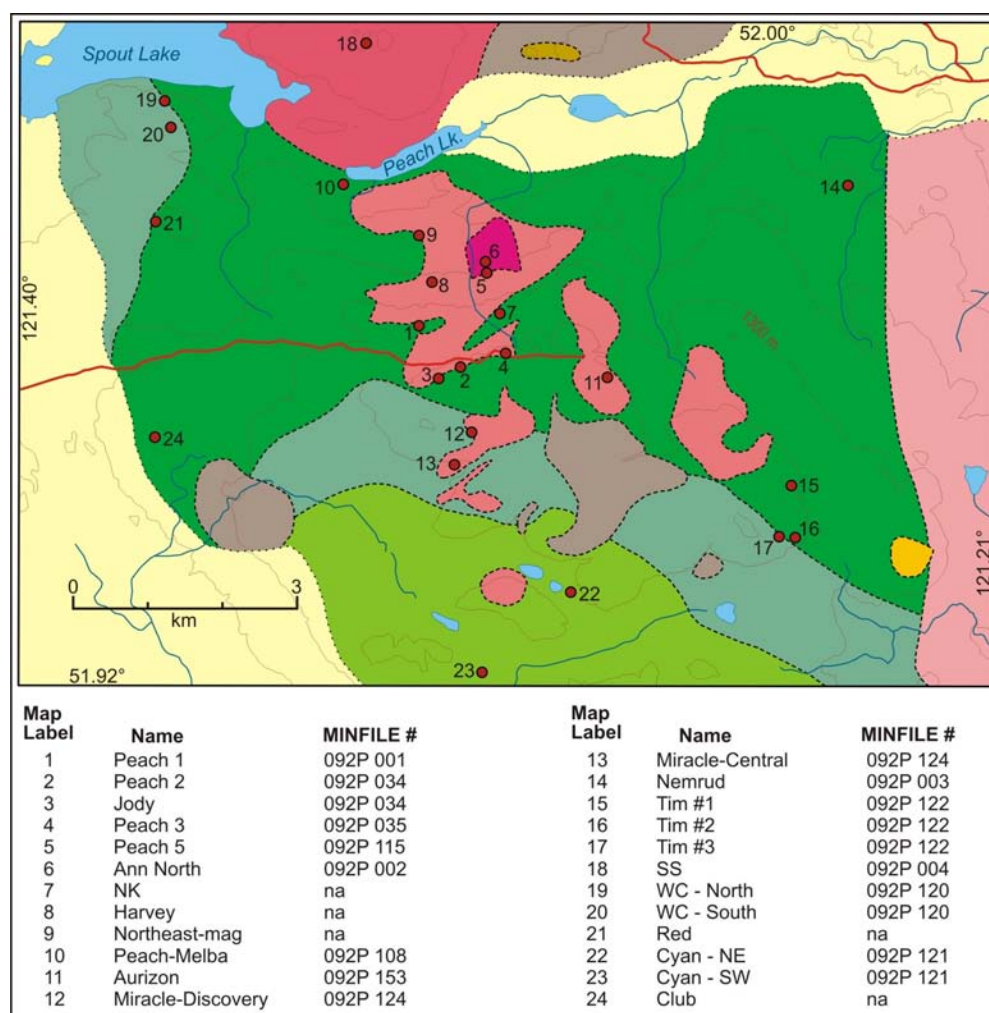 18
52.00°
Spout Lake
19
20
Peach Lk.
10
14
21
9
6
5
8
121.40°
7
1300 m
1
4
2
3
11
24
12
13
15
17
16
121.21°
0
3
km
22
51.92°
23
Map
Label Name MINFILE #
1 Peach 1 092P 001
2 Peach 2 092P 034
3 Jody 092P 034
4 Peach 3 092P 035
5 Peach 5 092P 115
6 Ann North 092P 002
7 NK na
8 Harvey na
9 Northeast-mag na
10 Peach-Melba 092P 108
11 Aurizon 092P 153
12 Miracle-Discovery 092P 124
Map
Label Name MINFILE #
13 Miracle-Central 092P 124
14 Nemrud 092P 003
15 Tim #1 092P 122
16 Tim #2 092P 122
17 Tim #3 092P 122
18 SS 092P 004
19 WC - North 092P 120
20 WC - South 092P 120
21 Red na
22 Cyan - NE 092P 121
23 Cyan - SW 092P 121
24 Club na